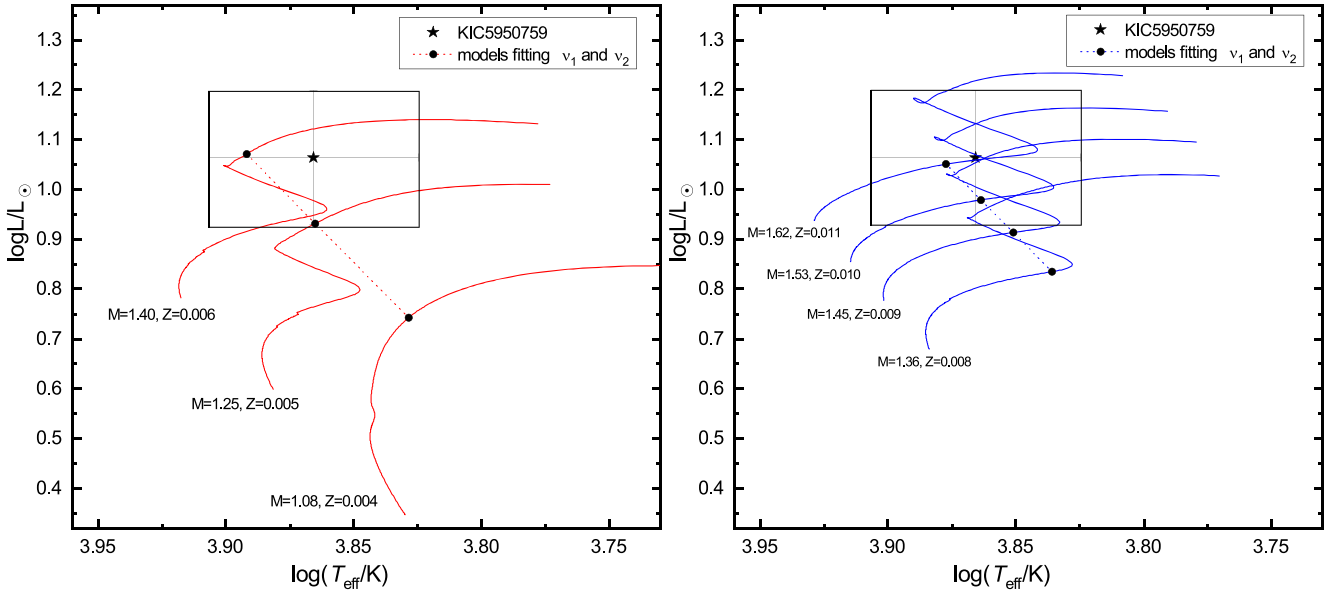 KIC5950759
models fitting ν1 and ν2
1.3
1.2
1.1
1.0
0.9
0.8
0.7
0.6
0.5
0.4
logL/L☉
M=1.40, Z=0.006
M=1.25, Z=0.005
M=1.08, Z=0.004
3.95
3.90
3.85
3.80
3.75
log(Teff/K)
KIC5950759
models fitting ν1 and ν2
1.3
1.2
1.1
1.0
0.9
0.8
0.7
0.6
0.5
0.4
logL/L☉
M=1.62, Z=0.011
M=1.53, Z=0.010
M=1.45, Z=0.009
M=1.36, Z=0.008
3.95
3.90
3.85
3.80
3.75
log(Teff/K)